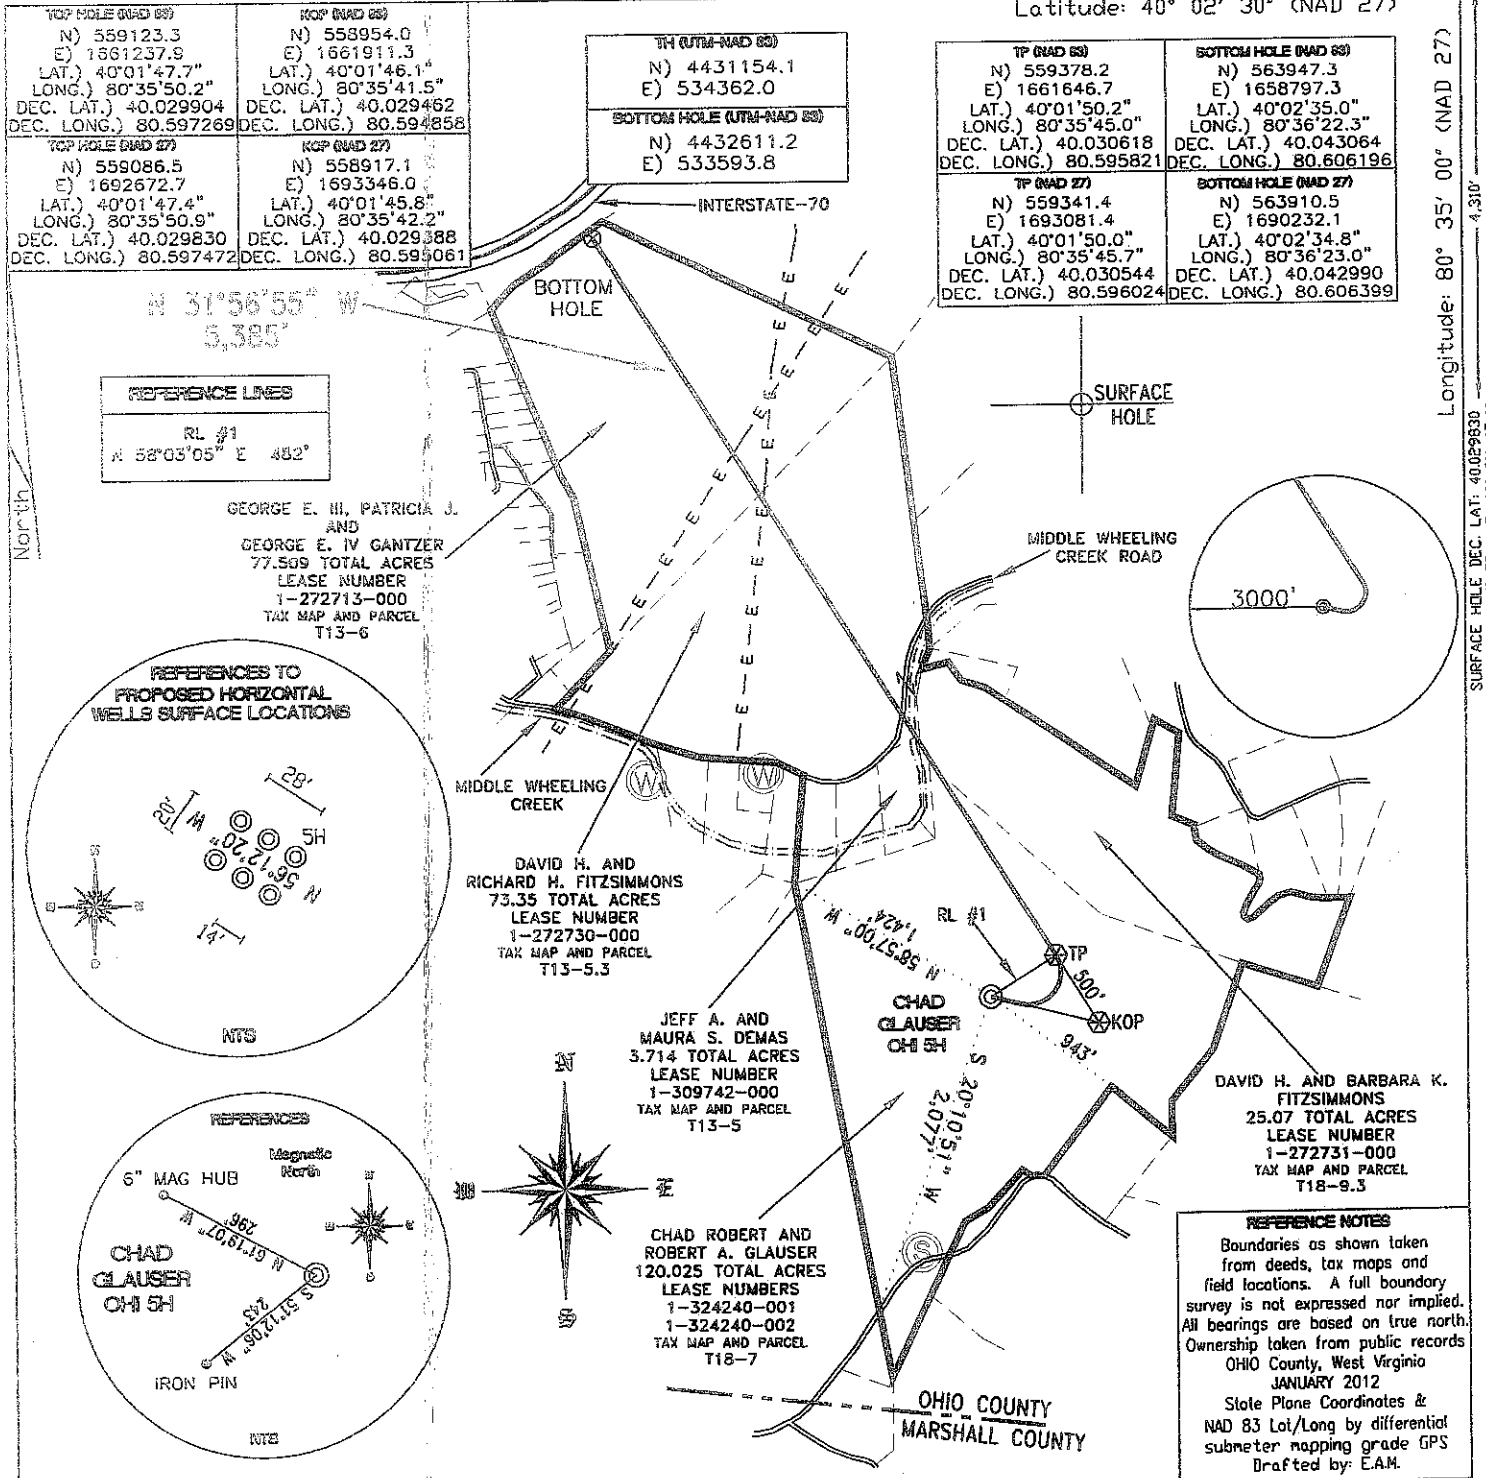 Latitude: 40° 02' 30" (NAD 27)
TOP HOLE (NAD 83)
N) 559123.3
E) 1661237.9
LAT.) 40°01'47.7"
LONG.) 80°35'50.2"
DEC. LAT.) 40.029904
DEC. LONG.) 80.597269
KOP (NAD 83)
N) 558954.0
E) 1661911.3
LAT.) 40°01'46.1"
LONG.) 80°35'41.5"
DEC. LAT.) 40.029462
DEC. LONG.) 80.594858
TOP HOLE (NAD 27)
N) 559086.5
E) 1692672.7
LAT.) 40°01'47.4"
LONG.) 80°35'50.9"
DEC. LAT.) 40.029830
DEC. LONG.) 80.597472
KOP (NAD 27)
N) 558917.1
E) 1693346.0
LAT.) 40°01'45.8"
LONG.) 80°35'42.2"
DEC. LAT.) 40.029388
DEC. LONG.) 80.595061
TH (UTM-NAD 83)
N) 4431154.1
E) 534362.0
BOTTOM HOLE (UTM-NAD 83)
N) 4432611.2
E) 533593.8
TP (NAD 83)
N) 559378.2
E) 1661646.7
LAT.) 40°01'50.2"
LONG.) 80°35'45.0"
DEC. LAT.) 40.030618
DEC. LONG.) 80.595821
BOTTOM HOLE (NAD 83)
N) 563947.3
E) 1658797.3
LAT.) 40°02'35.0"
LONG.) 80°36'22.3"
DEC. LAT.) 40.043064
DEC. LONG.) 80.606196
TP (NAD 27)
N) 559341.4
E) 1693081.4
LAT.) 40°01'50.0"
LONG.) 80°35'45.7"
DEC. LAT.) 40.030544
DEC. LONG.) 80.596024
BOTTOM HOLE (NAD 27)
N) 563910.5
E) 1690232.1
LAT.) 40°02'34.8"
LONG.) 80°36'23.0"
DEC. LAT.) 40.042990
DEC. LONG.) 80.606399
Longitude: 80° 35' 00" (NAD 27)
4,310'
SURFACE HOLE DEC. LAT: 40.029830
INTERSTATE-70
BOTTOM
HOLE
N 31°56'55" W
5,385'
REFERENCE LINES
RL #1
N 58°03'05" E 482'
North
SURFACE
HOLE
3000'
MIDDLE WHEELING
CREEK ROAD
GEORGE E. III, PATRICIA J.
AND
GEORGE E. IV GANTZER
77.509 TOTAL ACRES
LEASE NUMBER
1-272713-000
TAX MAP AND PARCEL
T13-6
E E E E E E E E E E
REFERENCES TO
PROPOSED HORIZONTAL
WELLS SURFACE LOCATIONS
28'
20'
5H
N 56°12'20" W
14'
NTS
MIDDLE WHEELING
CREEK
W
W
DAVID H. AND
RICHARD H. FITZSIMMONS
73.35 TOTAL ACRES
LEASE NUMBER
1-272730-000
TAX MAP AND PARCEL
T13-5.3
RL #1
N 58°57'00" W
1,424'
TP
500'
KOP
943'
CHAD
GLAUSER
OHI 5H
S 20°10'51" W
2,077'
JEFF A. AND
MAURA S. DEMAS
3.714 TOTAL ACRES
LEASE NUMBER
1-309742-000
TAX MAP AND PARCEL
T13-5
DAVID H. AND BARBARA K.
FITZSIMMONS
25.07 TOTAL ACRES
LEASE NUMBER
1-272731-000
TAX MAP AND PARCEL
T18-9.3
REFERENCES
Magnetic
North
6" MAG HUB
N 61°19'07" W
296'
CHAD
GLAUSER
OHI 5H
S 51°12'06" W
243'
IRON PIN
NTS
N
W
E
S
CHAD ROBERT AND
ROBERT A. GLAUSER
120.025 TOTAL ACRES
LEASE NUMBERS
1-324240-001
1-324240-002
TAX MAP AND PARCEL
T18-7
S
OHIO COUNTY
MARSHALL COUNTY
REFERENCE NOTES
Boundaries as shown taken
from deeds, tax maps and
field locations. A full boundary
survey is not expressed nor implied.
All bearings are based on true north.
Ownership taken from public records
OHIO County, West Virginia
JANUARY 2012
State Plane Coordinates &
NAD 83 Lat/Long by differential
submeter mapping grade GPS
Drafted by: E.A.M.